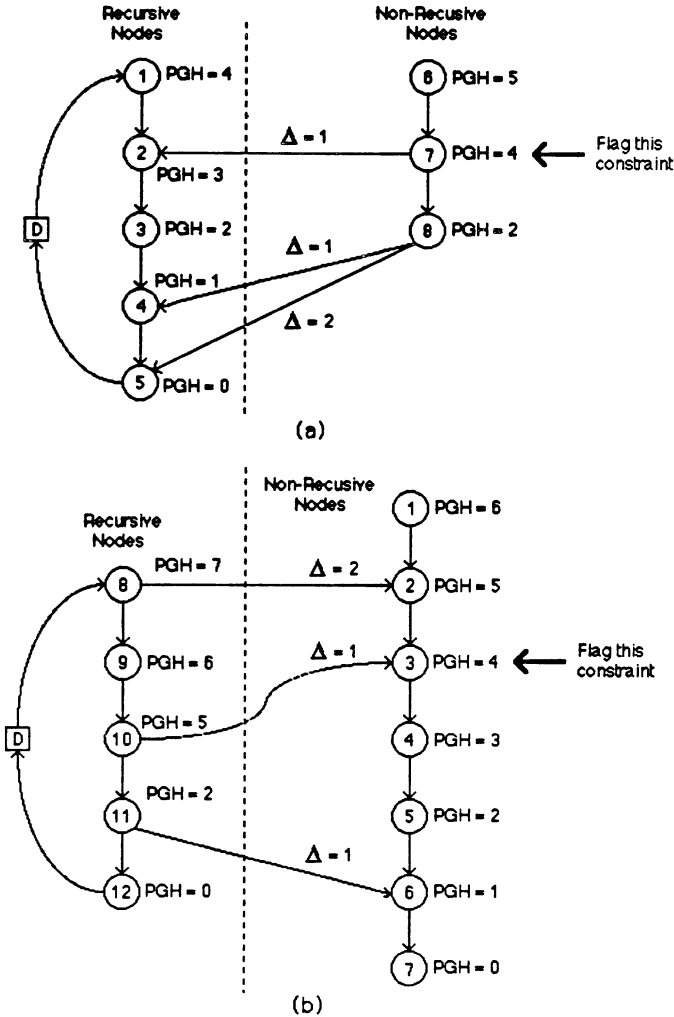 Recursive
Nodes
Non-Recusive
Nodes
1 PGH = 4
6 PGH = 5
Δ = 1
2
PGH = 3
7 PGH = 4
Flag this
constraint
D
3 PGH = 2
8 PGH = 2
Δ = 1
PGH = 1
4
Δ = 2
5 PGH = 0
(a)
Non-Recusive
Nodes
1 PGH = 6
Recursive
Nodes
PGH = 7
Δ = 2
8
2 PGH = 5
Δ = 1
9 PGH = 6
3 PGH = 4
Flag this
constraint
PGH = 5
D
10
4 PGH = 3
PGH = 2
11
5 PGH = 2
Δ = 1
12 PGH = 0
6 PGH = 1
7 PGH = 0
(b)